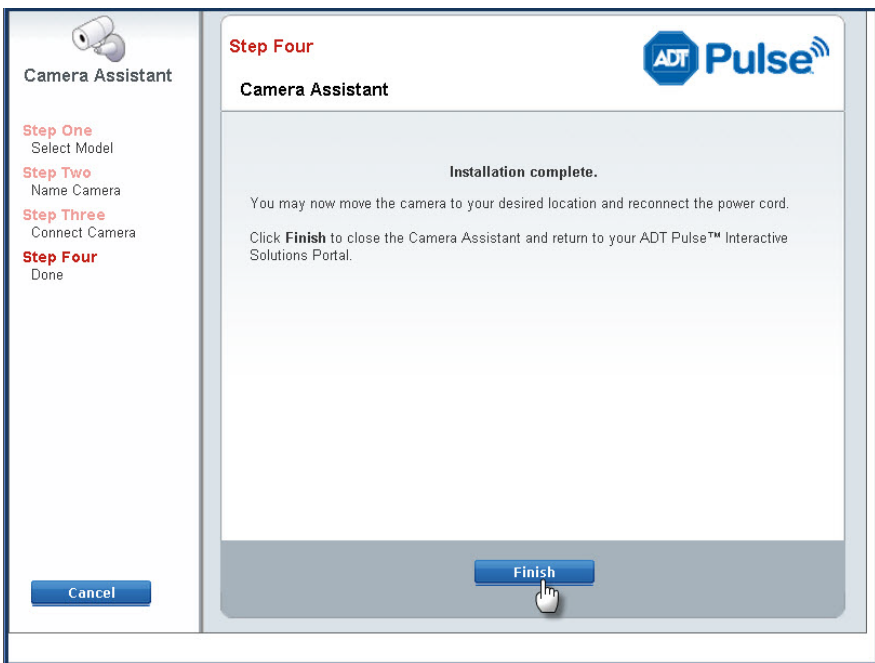 Camera Assistant
Step One
Select Model
Step Two
Name Camera
Step Three
Connect Camera
Step Four
Done
Cancel
Step Four
ADT Pulse
Camera Assistant
Installation complete.
You may now move the camera to your desired location and reconnect the power cord.
Click Finish to close the Camera Assistant and return to your ADT Pulse™ Interactive
Solutions Portal.
Finish